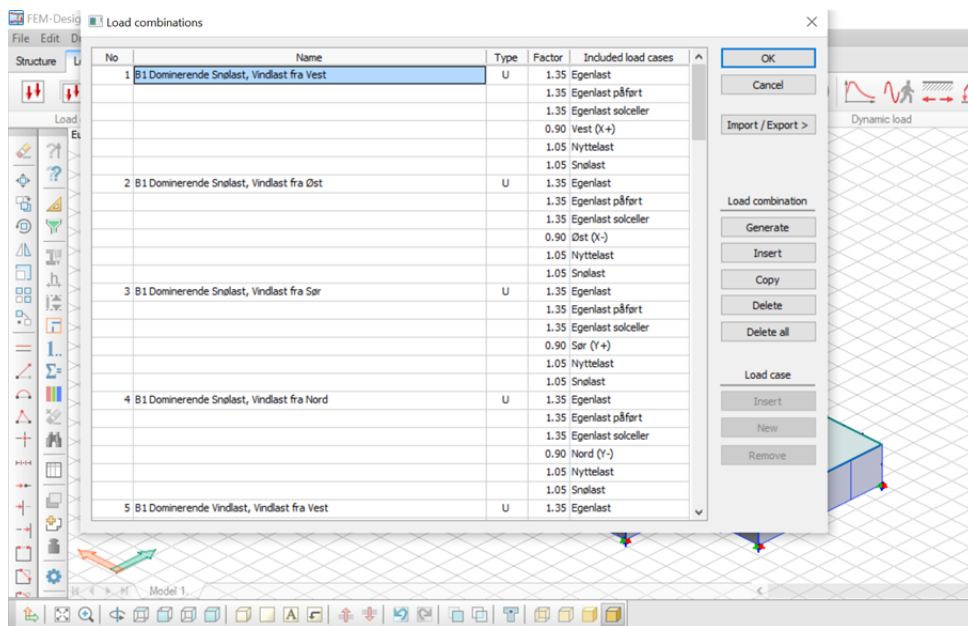 FEM-Desig
Load combinations
File Edit Dr
Structure
No Name Type Factor Included load cases
1 B1 Dominerende Snølast, Vindlast fra Vest U 1.35 Egenlast
1.35 Egenlast påført
1.35 Egenlast solceller
0.90 Vest (X+)
1.05 Nyttelast
1.05 Snølast
2 B1 Dominerende Snølast, Vindlast fra Øst U 1.35 Egenlast
1.35 Egenlast påført
1.35 Egenlast solceller
0.90 Øst (X-)
1.05 Nyttelast
1.05 Snølast
3 B1 Dominerende Snølast, Vindlast fra Sør U 1.35 Egenlast
1.35 Egenlast påført
1.35 Egenlast solceller
0.90 Sør (Y+)
1.05 Nyttelast
1.05 Snølast
4 B1 Dominerende Snølast, Vindlast fra Nord U 1.35 Egenlast
1.35 Egenlast påført
1.35 Egenlast solceller
0.90 Nord (Y-)
1.05 Nyttelast
1.05 Snølast
5 B1 Dominerende Vindlast, Vindlast fra Vest U 1.35 Egenlast
OK
Cancel
Import / Export >
Load combination
Generate
Insert
Copy
Delete
Delete all
Load case
Insert
New
Remove
Load
Eu
Dynamic load
Model 1